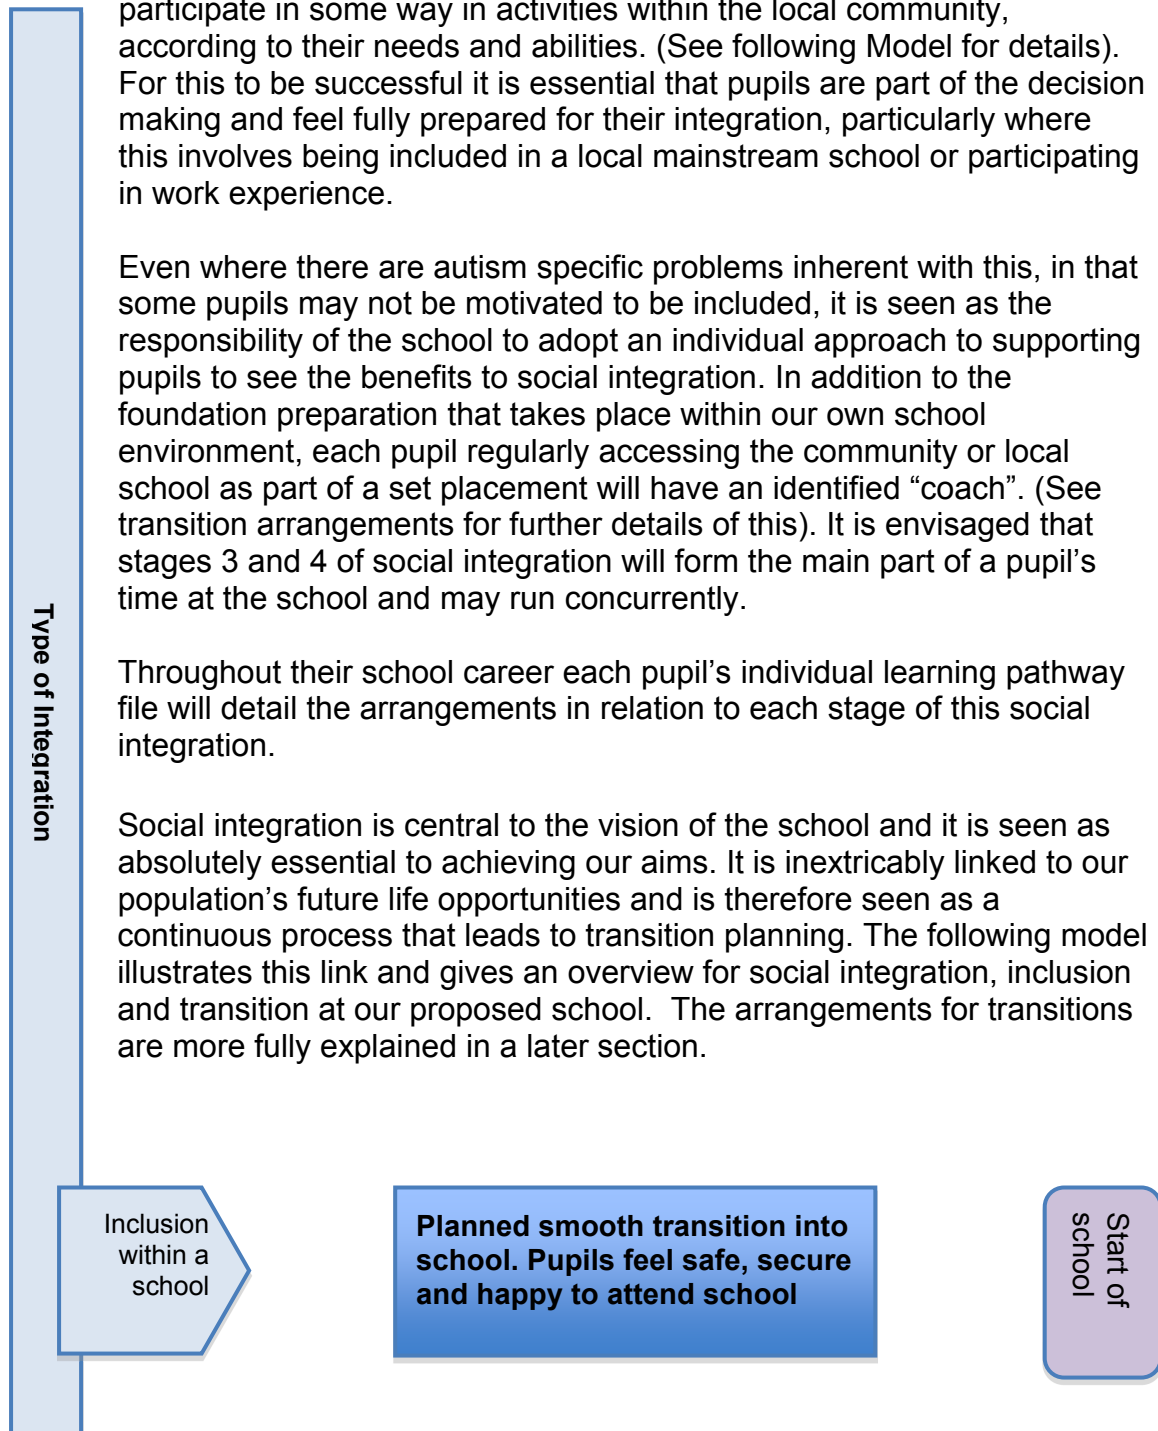 participate in some way in activities within the local community,
according to their needs and abilities. (See following Model for details).
For this to be successful it is essential that pupils are part of the decision
making and feel fully prepared for their integration, particularly where
this involves being included in a local mainstream school or participating
in work experience.
Even where there are autism specific problems inherent with this, in that
some pupils may not be motivated to be included, it is seen as the
responsibility of the school to adopt an individual approach to supporting
pupils to see the benefits to social integration. In addition to the
foundation preparation that takes place within our own school
environment, each pupil regularly accessing the community or local
school as part of a set placement will have an identified “coach”. (See
transition arrangements for further details of this). It is envisaged that
stages 3 and 4 of social integration will form the main part of a pupil’s
time at the school and may run concurrently.
Throughout their school career each pupil’s individual learning pathway
file will detail the arrangements in relation to each stage of this social
integration.
Social integration is central to the vision of the school and it is seen as
absolutely essential to achieving our aims. It is inextricably linked to our
population’s future life opportunities and is therefore seen as a
continuous process that leads to transition planning. The following model
illustrates this link and gives an overview for social integration, inclusion
and transition at our proposed school.  The arrangements for transitions
are more fully explained in a later section.
Type of Integration
Inclusion
within a
school
Planned smooth transition into
school. Pupils feel safe, secure
and happy to attend school
Start of
school